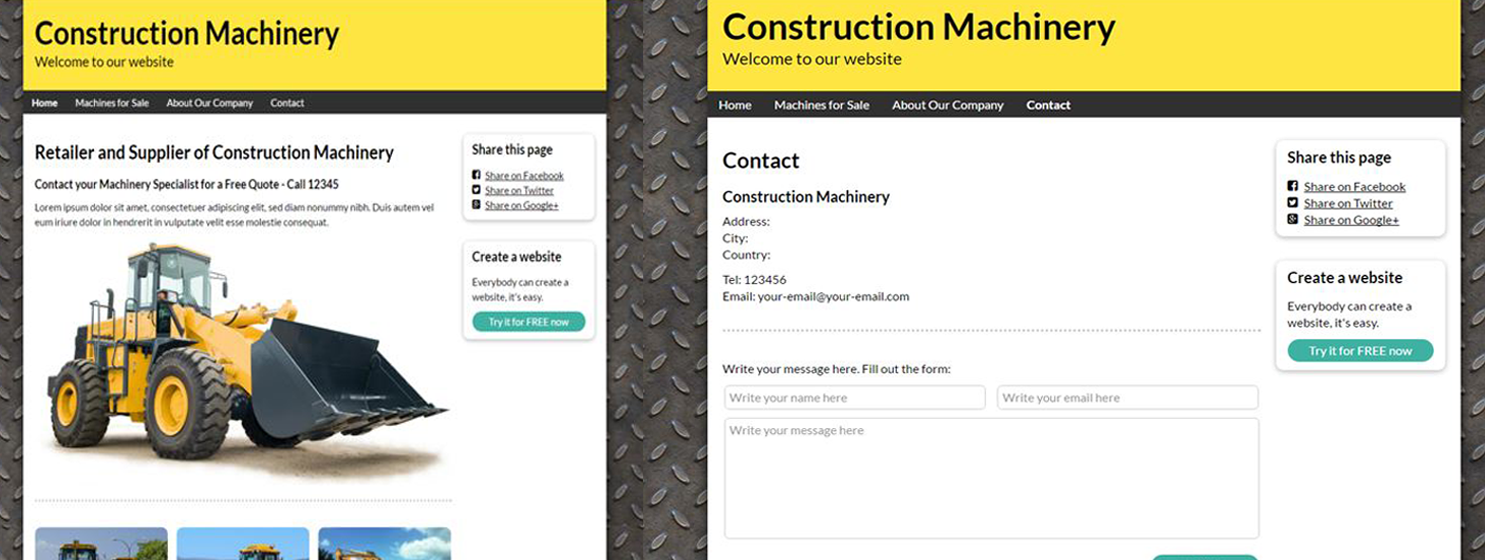 Construction Machinery
Welcome to our website
Home Machines for Sale About Our Company Contact
Retailer and Supplier of Construction Machinery
Contact your Machinery Specialist for a Free Quote - Call 12345
Lorem ipsum dolor sit amet, consectetuer adipiscing elit, sed diam nonummy nibh. Duis autem vel
eum iriure dolor in hendrerit in vulputate velit esse molestie consequat.
Share this page
Share on Facebook
Share on Twitter
Share on Google+
Create a website
Everybody can create a
website, it's easy.
Try it for FREE now
Construction Machinery
Welcome to our website
Home Machines for Sale About Our Company Contact
Contact
Construction Machinery
Address:
City:
Country:
Tel: 123456
Email: your-email@your-email.com
Write your message here. Fill out the form:
Write your name here Write your email here
Write your message here
Share this page
Share on Facebook
Share on Twitter
Share on Google+
Create a website
Everybody can create a
website, it's easy.
Try it for FREE now